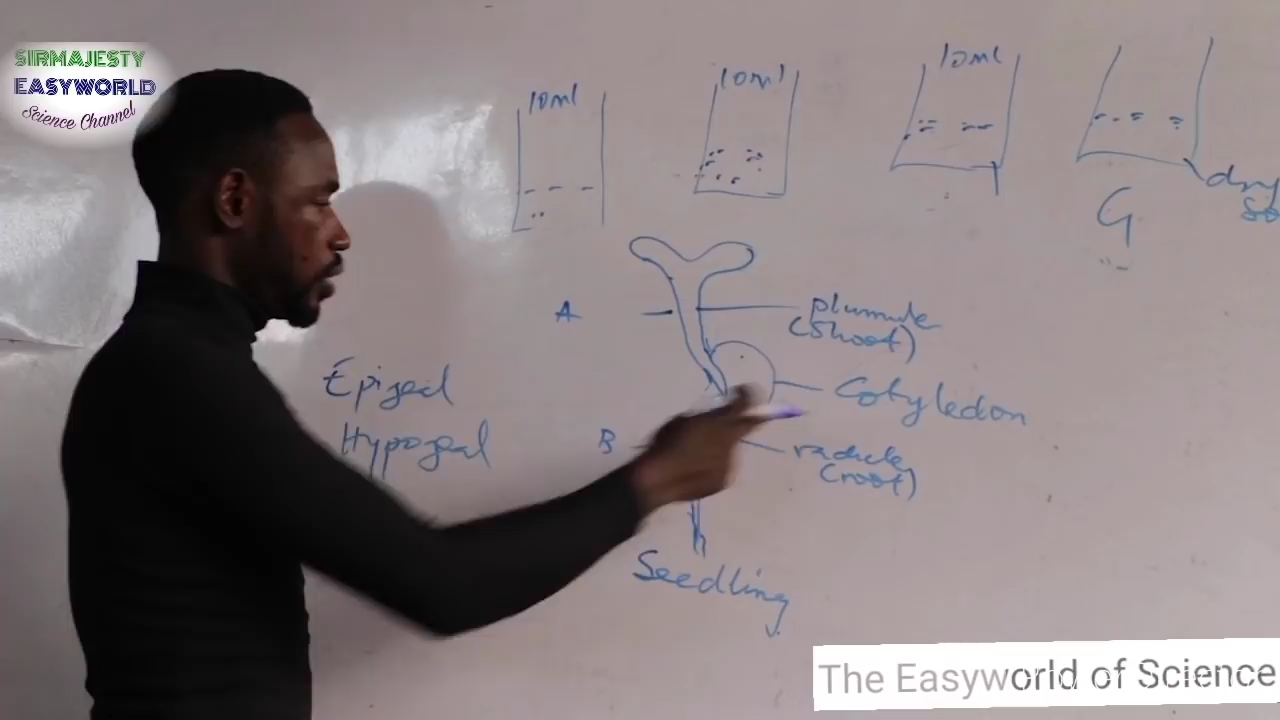 SIRMAJESTY
EASYWORLD
Science Channel
10ml
10ml
10ml
G
A
plumule
(Shoot)
Epigeal
Cotyledon
Hypogeal
B
radicle
(root)
Seedling
The Easyworld of Science